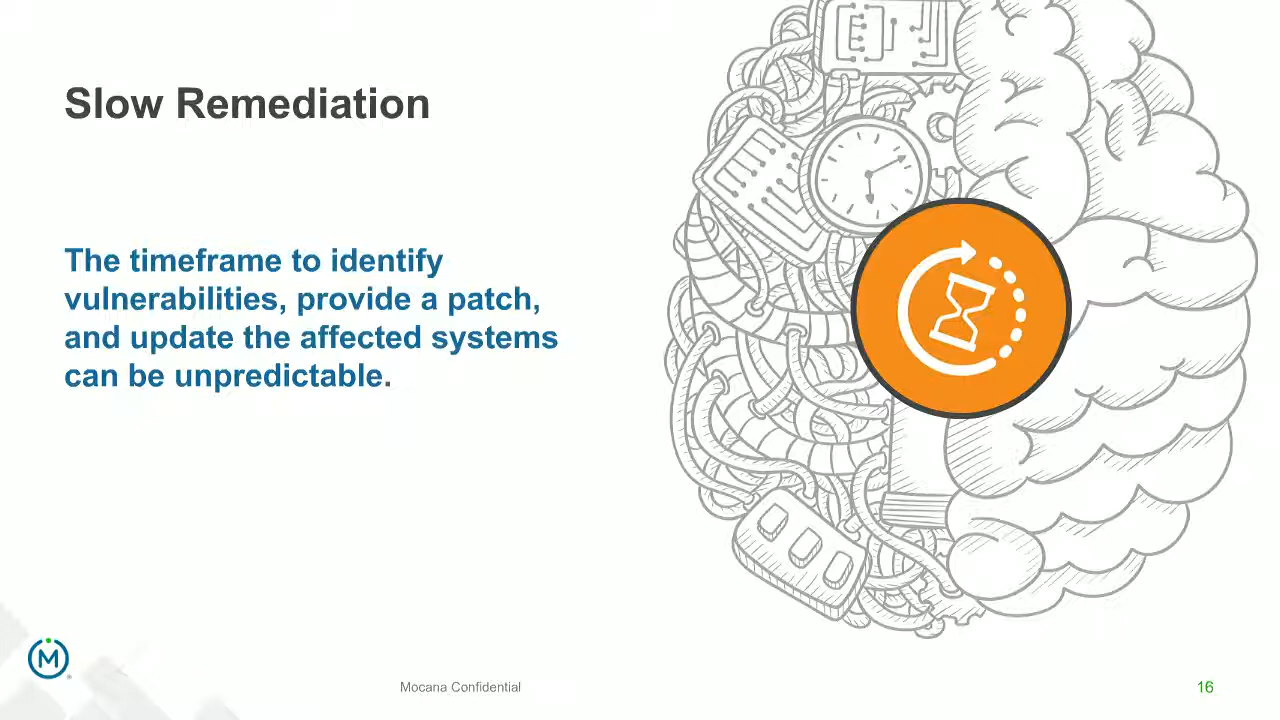 Slow Remediation
The timeframe to identify
vulnerabilities, provide a patch,
and update the affected systems
can be unpredictable.
M
®
Mocana Confidential
16